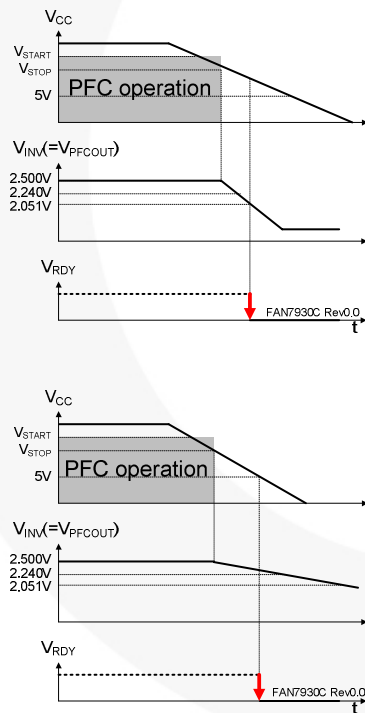 VCC
VSTART
VSTOP
PFC operation
5V
VINV(=VPFCOUT)
2.500V
2.240V
2.051V
VRDY
FAN7930C Rev0.0
t
VCC
VSTART
VSTOP
PFC operation
5V
VINV(=VPFCOUT)
2.500V
2.240V
2.051V
VRDY
FAN7930C Rev0.0
t